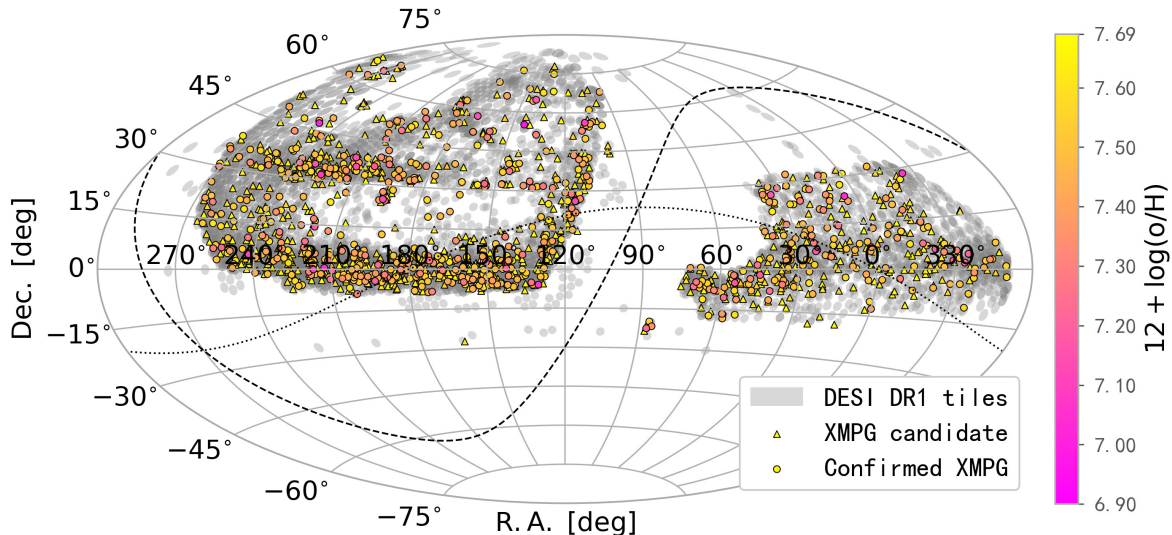 75°
60°
45°
30°
15°
0°
−15°
−30°
−45°
−60°
−75°
Dec. [deg]
270° 240° 210° 180° 150° 120° 90° 60° 30° 0° 330°
R.A. [deg]
DESI DR1 tiles
XMPG candidate
Confirmed XMPG
7.69
7.60
7.50
7.40
7.30
7.20
7.10
7.00
6.90
12 + log(o/H)